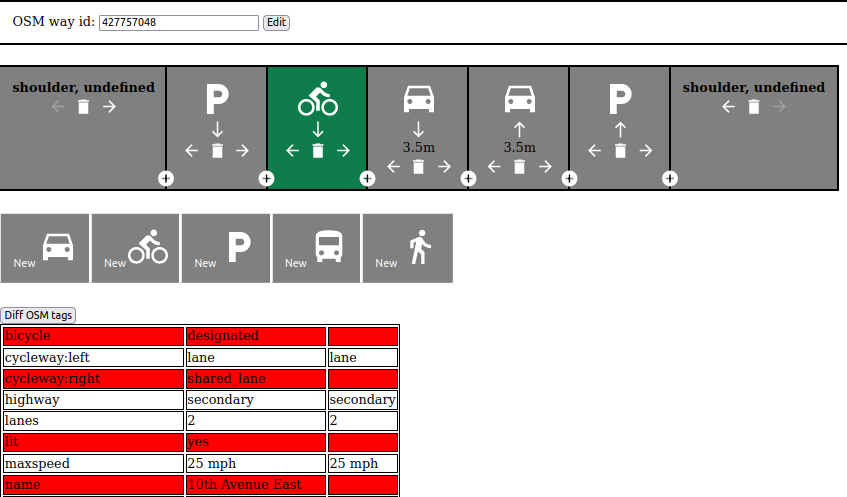 OSM way id: 427757048 Edit
shoulder, undefined P P shoulder, undefined
3.5m 3.5m
New New New P New New
Diff OSM tags
bicycle designated
cycleway:left lane lane
cycleway:right shared_lane
highway secondary secondary
lanes 2 2
lit yes
maxspeed 25 mph 25 mph
name 10th Avenue East